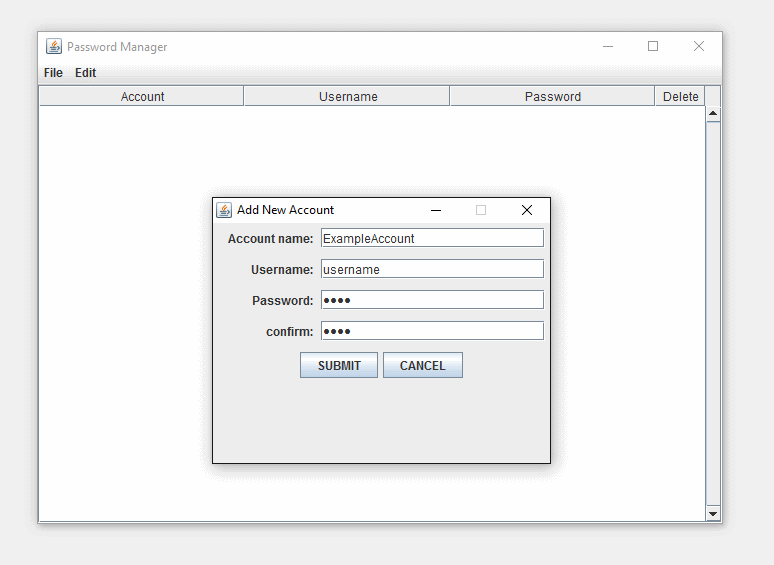 Password Manager
File Edit
Account Username Password Delete
Add New Account
Account name: ExampleAccount
Username: username
Password: ●●●●
confirm: ●●●●
SUBMIT CANCEL